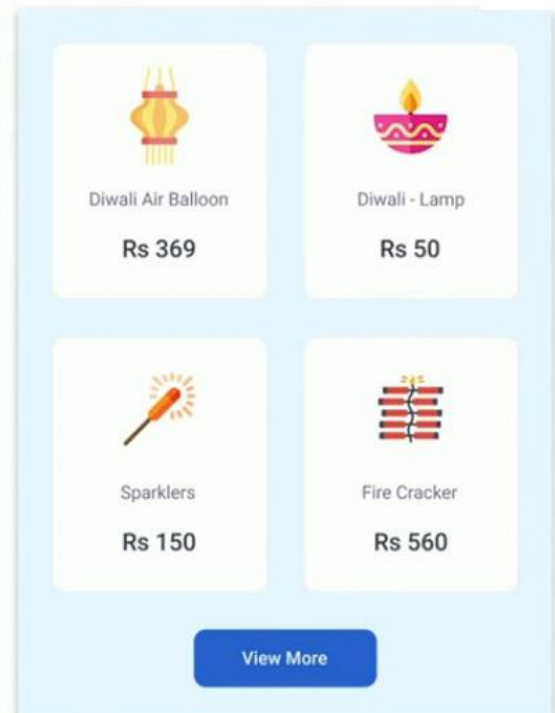 Diwali Air Balloon
Rs 369
Diwali - Lamp
Rs 50
Sparklers
Rs 150
Fire Cracker
Rs 560
View More